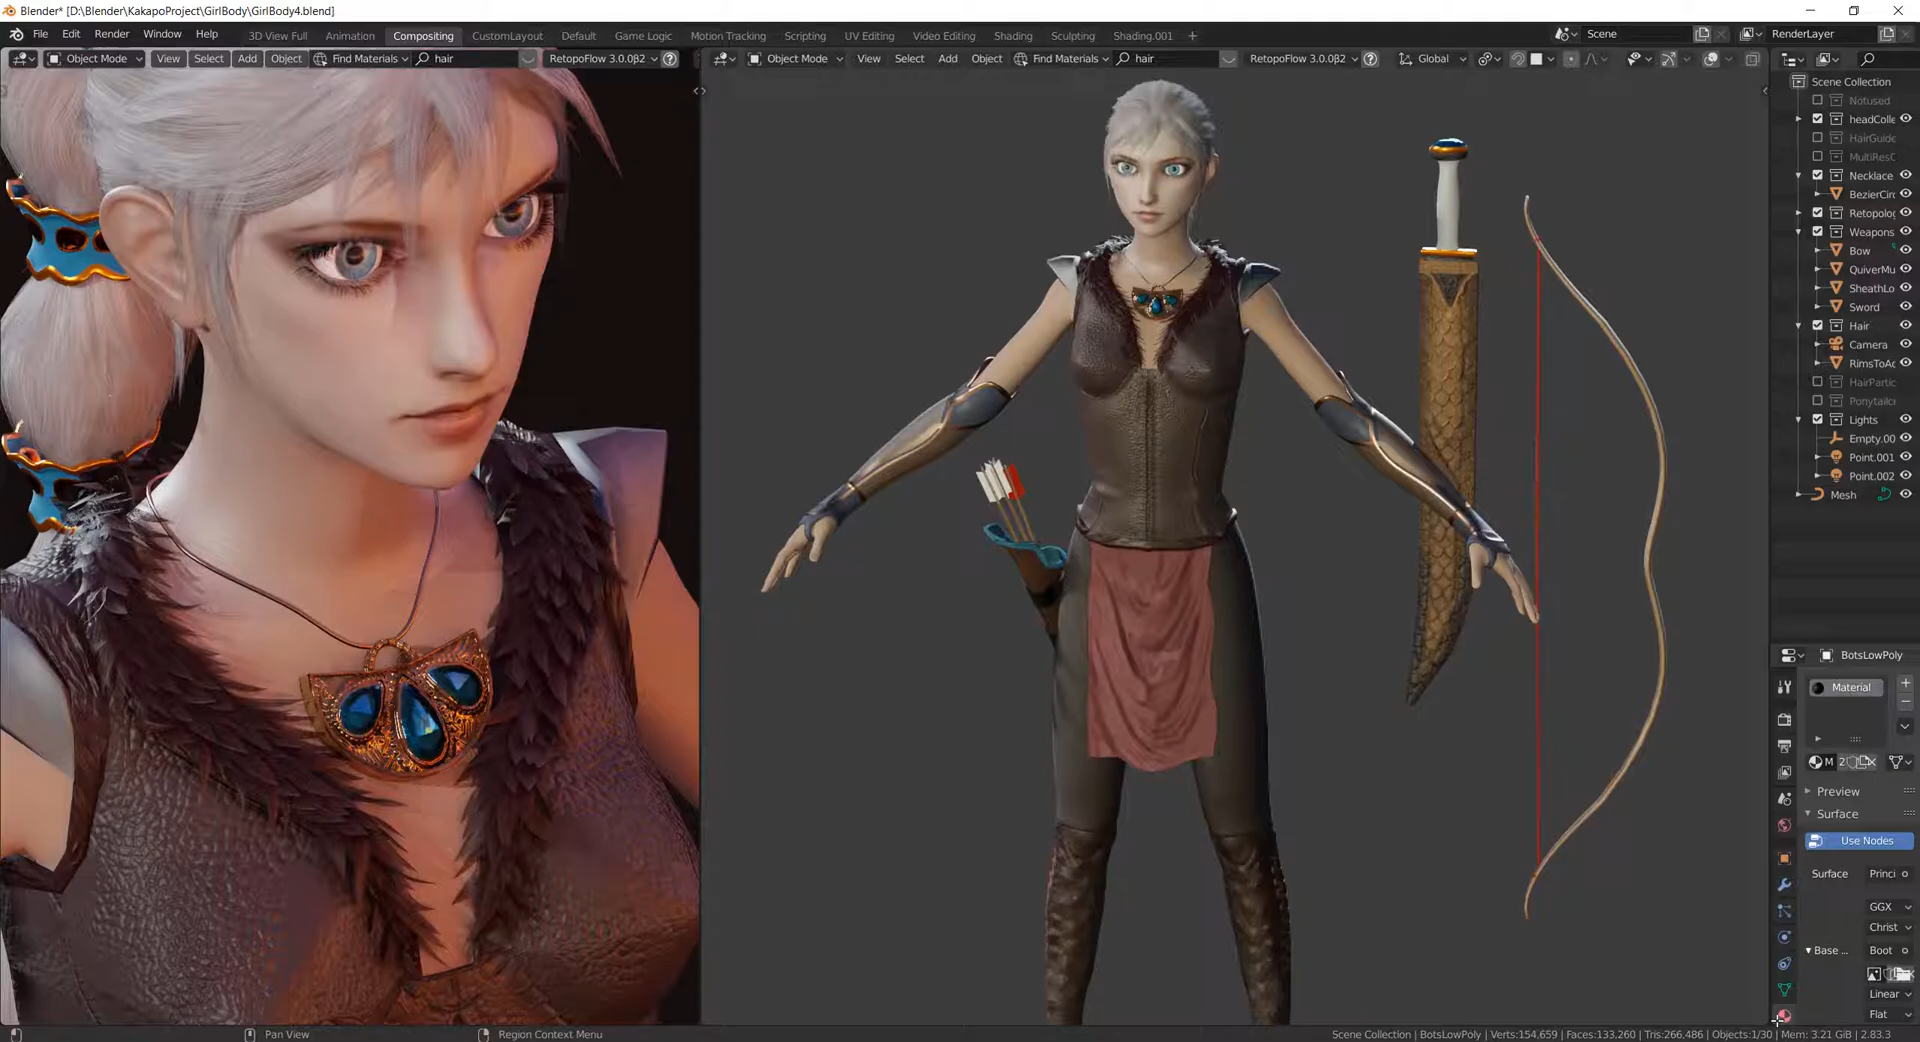 Blender* [D:\Blender\KakapoProject\GirlBody\GirlBody4.blend]
File Edit Render Window Help 3D View Full Animation Compositing CustomLayout Default Game Logic Motion Tracking Scripting UV Editing Video Editing Shading Sculpting Shading.001 + Scene RenderLayer
Object Mode View Select Add Object Find Materials hair RetopoFlow 3.0.0β2 Object Mode View Select Add Object Find Materials hair RetopoFlow 3.0.0β2 Global
Scene Collection
Notused
headColle
HairGuide
MultiResC
Necklace
BezierCirc
Retopolog
Weapons
Bow
QuiverMu
SheathLo
Sword
Hair
Camera
RimsToAc
HairPartic
Ponytailc
Lights
Empty.00
Point.001
Point.002
Mesh
BotsLowPoly
Material
M 2
Preview
Surface
Use Nodes
Surface Princi
GGX
Christ
Base ... Boot
Linear
Flat
Pan View Region Context Menu Scene Collection | BotsLowPoly | Verts:154,659 | Faces:133,260 | Tris:266,486 | Objects:1/30 | Mem: 3.21 GiB | 2.83.3